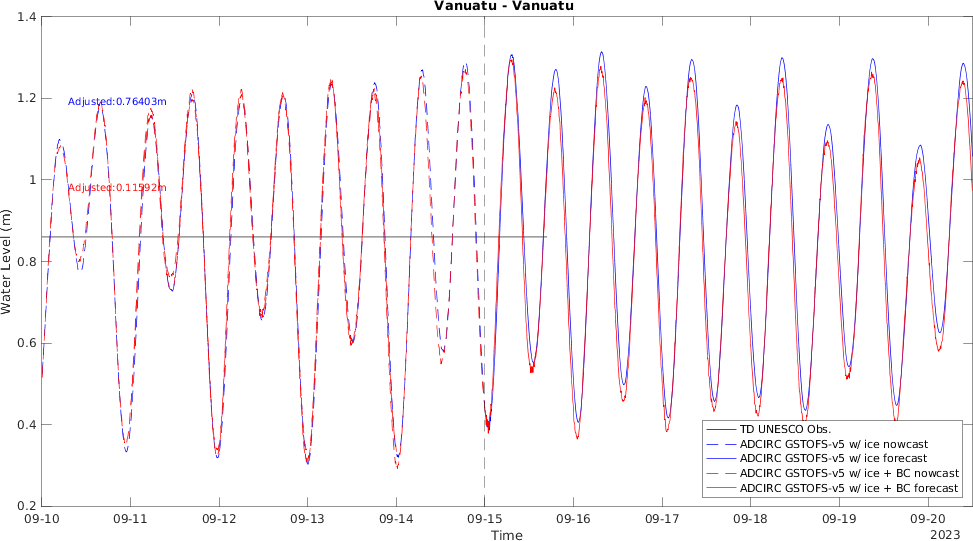 Vanuatu - Vanuatu
1.4
1.2
1
0.8
0.6
0.4
0.2
Water Level (m)
Adjusted:0.76403m
Adjusted:0.11592m
TD UNESCO Obs.
ADCIRC GSTOFS-v5 w/ ice nowcast
ADCIRC GSTOFS-v5 w/ ice forecast
ADCIRC GSTOFS-v5 w/ ice + BC nowcast
ADCIRC GSTOFS-v5 w/ ice + BC forecast
09-10 09-11 09-12 09-13 09-14 09-15 09-16 09-17 09-18 09-19 09-20
Time
2023